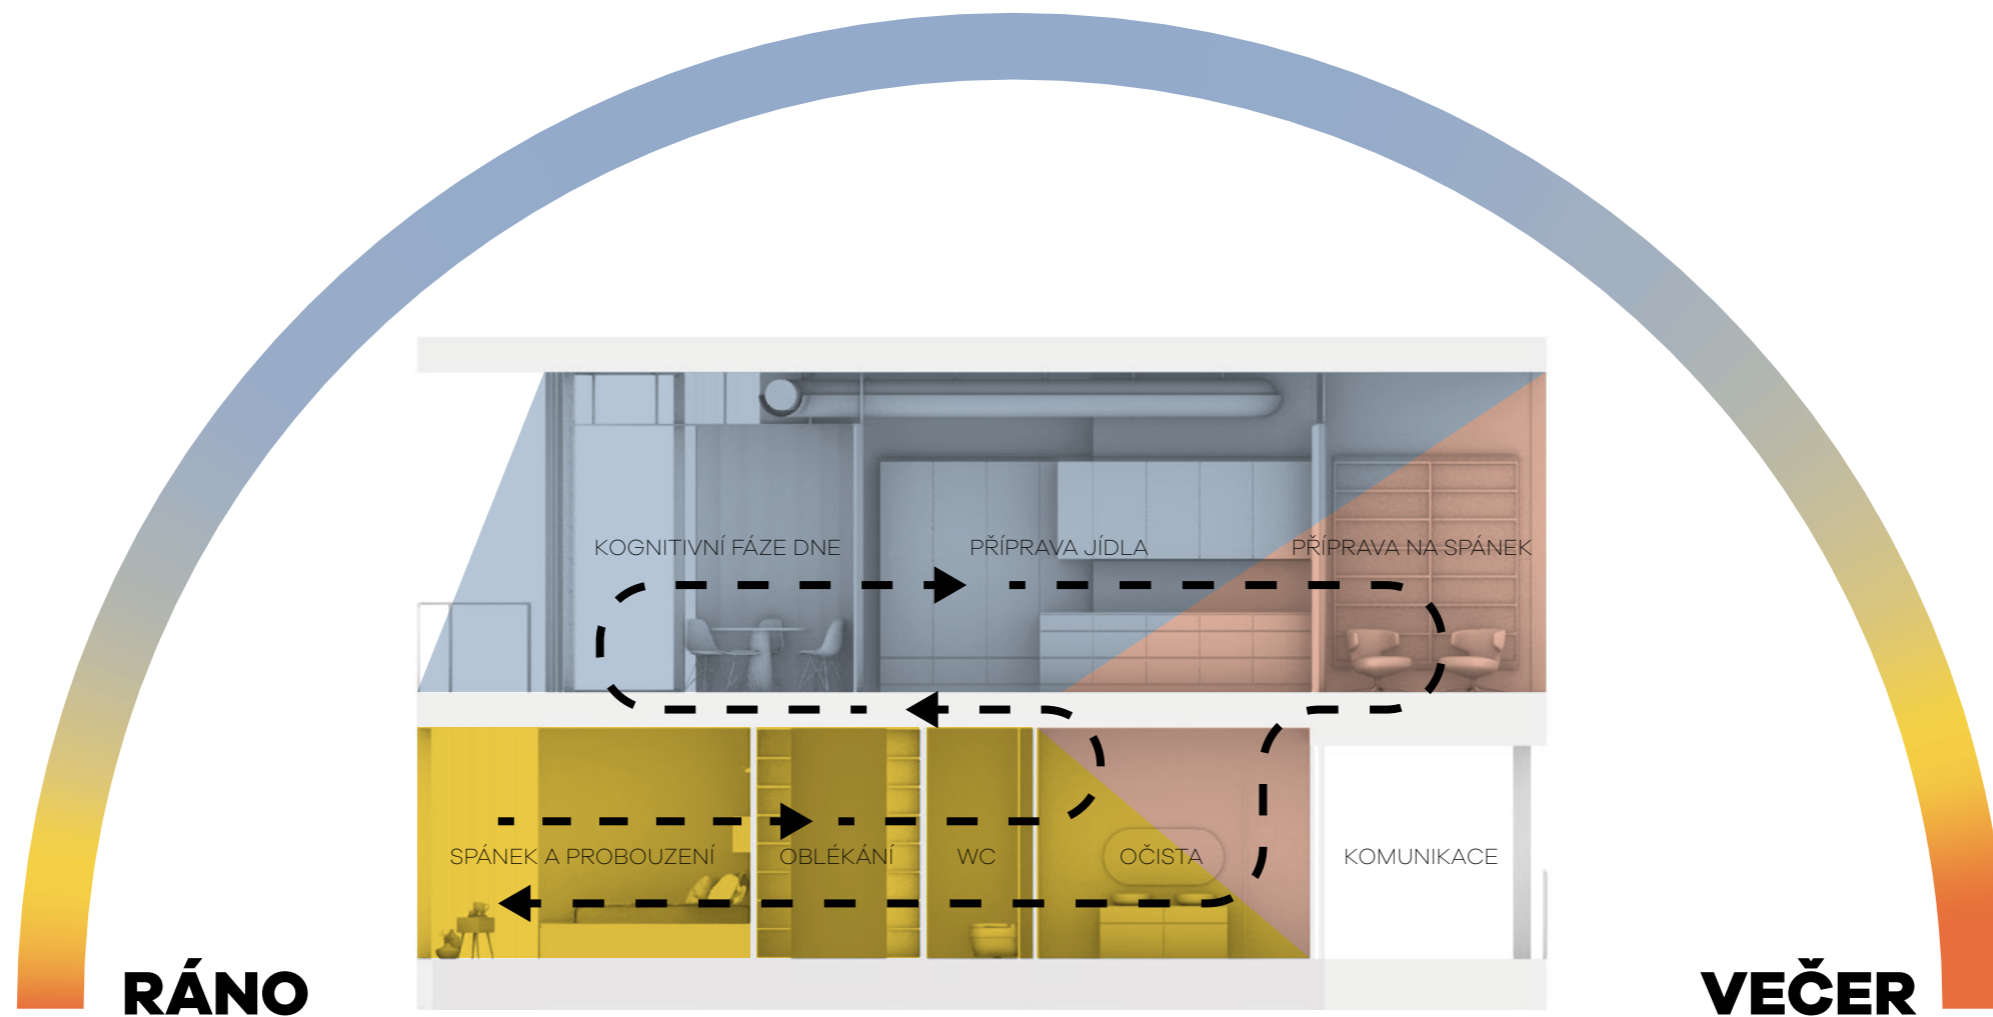 KOGNITIVNÍ FÁZE DNE
PŘÍPRAVA JÍDLA
PŘÍPRAVA NA SPÁNEK
SPÁNEK A PROBOUZENÍ
OBLÉKÁNÍ
WC
OČISTA
KOMUNIKACE
RÁNO
VEČER